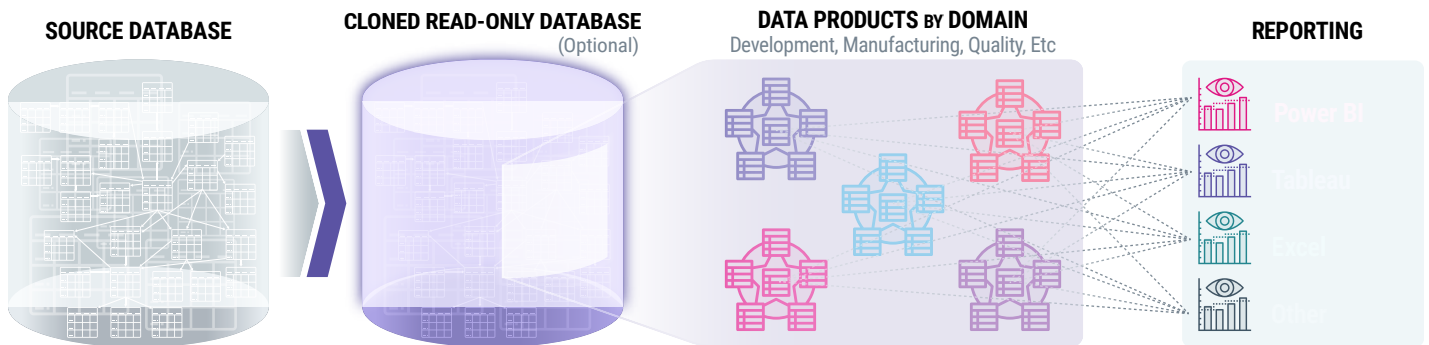 SOURCE DATABASE
CLONED READ-ONLY DATABASE
(Optional)
DATA PRODUCTS BY DOMAIN
Development, Manufacturing, Quality, Etc
REPORTING
Power BI
Tableau
Excel
Other